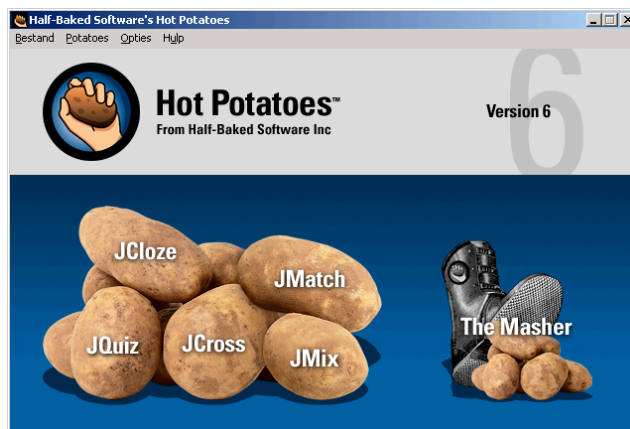 Half-Baked Software's Hot Potatoes
Bestand Potatoes Opties Hulp
6
Hot Potatoes™
From Half-Baked Software Inc
Version 6
JCloze
JMatch
JQuiz
JCross
JMix
The Masher